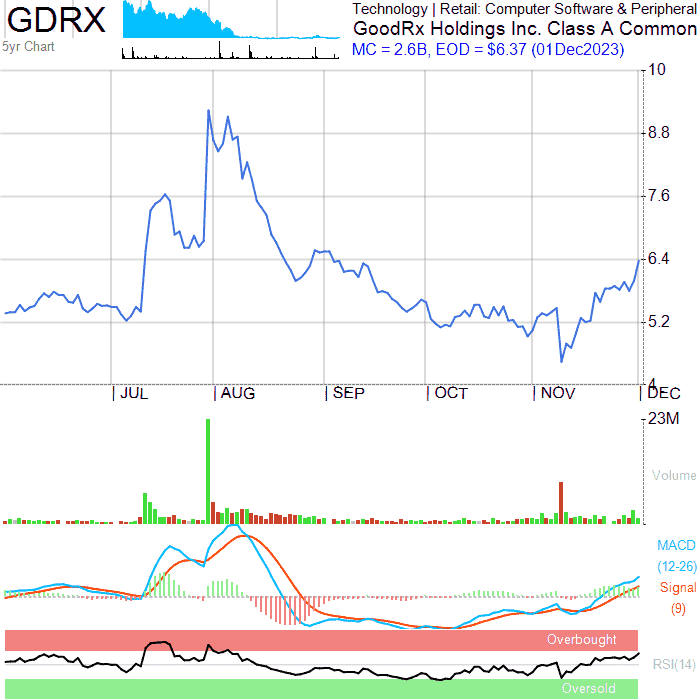 GDRX
5yr Chart
Technology | Retail: Computer Software & Peripheral
GoodRx Holdings Inc. Class A Common
MC = 2.6B, EOD = $6.37 (01Dec2023)
10
8.8
7.6
6.4
5.2
4
JUL AUG SEP OCT NOV DEC
23M
Volume
MACD
(12-26)
Signal
(9)
Overbought
RSI(14)
Oversold